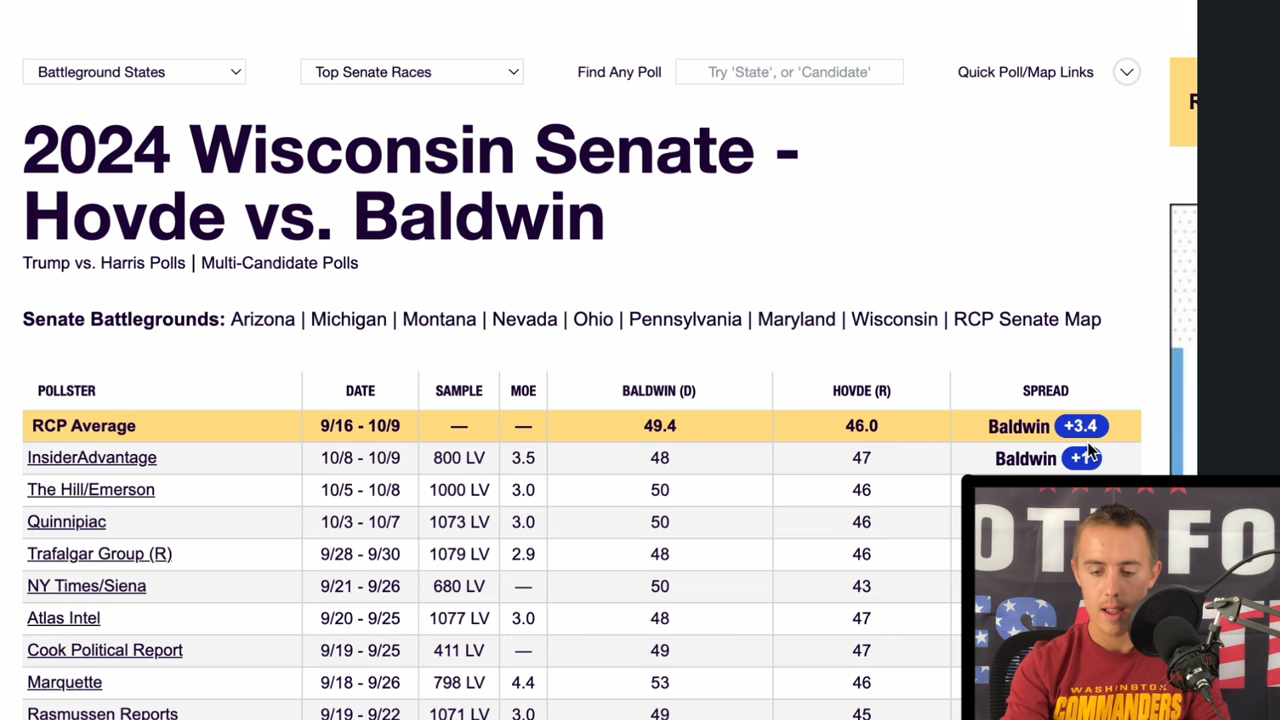 Battleground States
Top Senate Races
Find Any Poll
Try 'State', or 'Candidate'
Quick Poll/Map Links
2024 Wisconsin Senate -
Hovde vs. Baldwin
Trump vs. Harris Polls | Multi-Candidate Polls
Senate Battlegrounds: Arizona | Michigan | Montana | Nevada | Ohio | Pennsylvania | Maryland | Wisconsin | RCP Senate Map
POLLSTER DATE SAMPLE MOE BALDWIN (D) HOVDE (R) SPREAD
RCP Average 9/16 - 10/9 — — 49.4 46.0 Baldwin +3.4
InsiderAdvantage 10/8 - 10/9 800 LV 3.5 48 47 Baldwin +1
The Hill/Emerson 10/5 - 10/8 1000 LV 3.0 50 46
Quinnipiac 10/3 - 10/7 1073 LV 3.0 50 46
Trafalgar Group (R) 9/28 - 9/30 1079 LV 2.9 48 46
NY Times/Siena 9/21 - 9/26 680 LV — 50 43
Atlas Intel 9/20 - 9/25 1077 LV 3.0 48 47
Cook Political Report 9/19 - 9/25 411 LV — 49 47
Marquette 9/18 - 9/26 798 LV 4.4 53 46
Rasmussen Reports 9/19 - 9/22 1071 LV 3.0 49 45
WASHINGTON
COMMANDERS